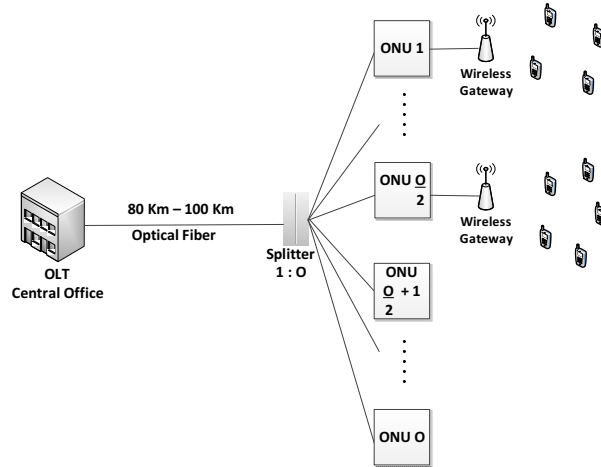 ONU 1
Wireless
Gateway
ONU O
2
Wireless
Gateway
80 Km – 100 Km
Optical Fiber
Splitter
1 : O
OLT
Central Office
ONU
O + 1
2
ONU O